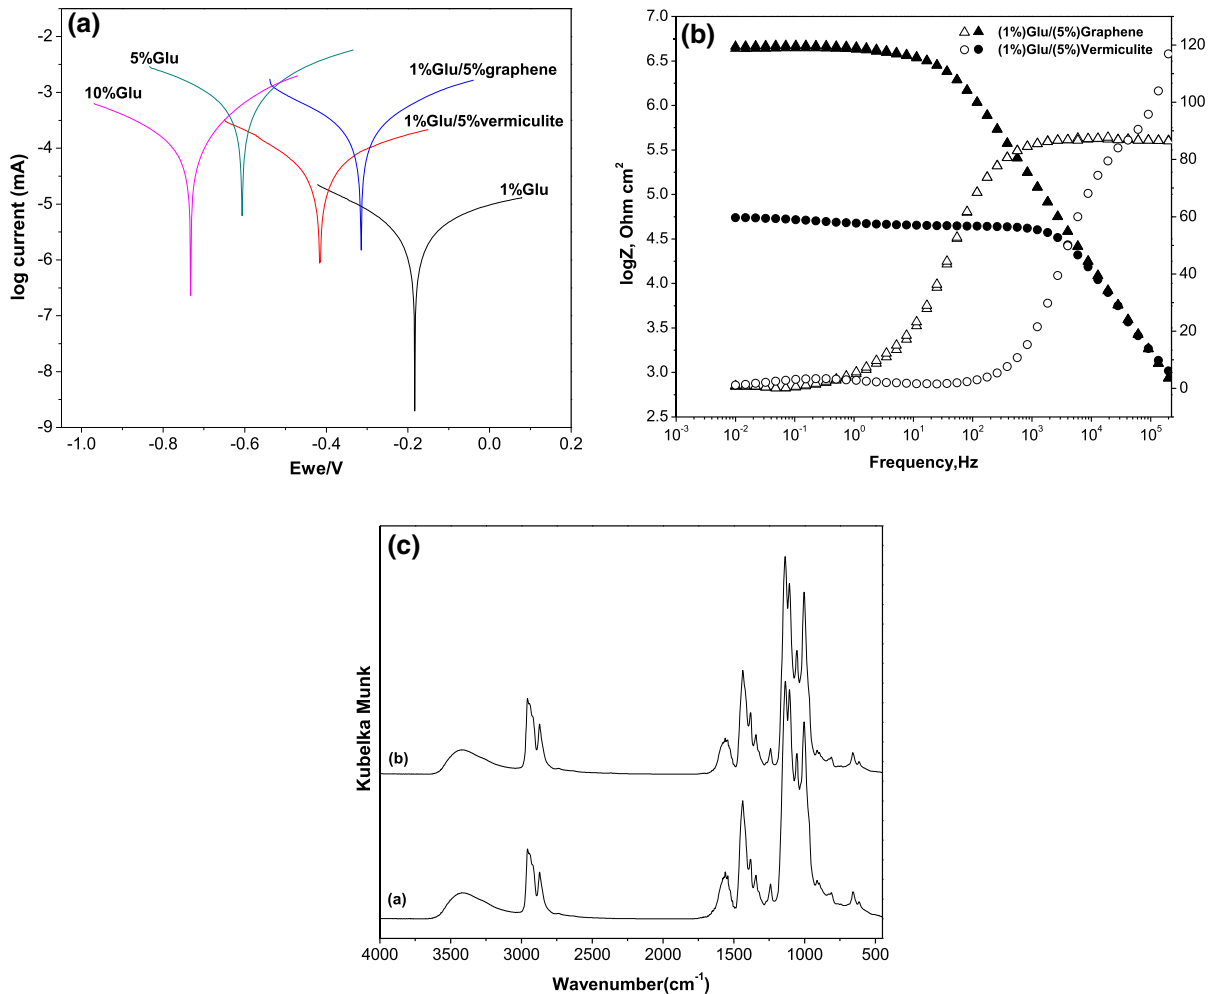 (a)
-2
-3
-4
-5
-6
-7
-8
-9
log current (mA)
5%Glu
10%Glu
1%Glu/5%graphene
1%Glu/5%vermiculite
1%Glu
-1.0
-0.8
-0.6
-0.4
-0.2
0.0
0.2
Ewe/V
(b)
7.0
6.5
6.0
5.5
5.0
4.5
4.0
3.5
3.0
2.5
logZ, Ohm cm²
(1%)Glu/(5%)Graphene
(1%)Glu/(5%)Vermiculite
120
100
80
60
40
20
0
10⁻³
10⁻²
10⁻¹
10⁰
10¹
10²
10³
10⁴
10⁵
Frequency,Hz
(c)
Kubelka Munk
(b)
(a)
4000
3500
3000
2500
2000
1500
1000
500
Wavenumber(cm⁻¹)